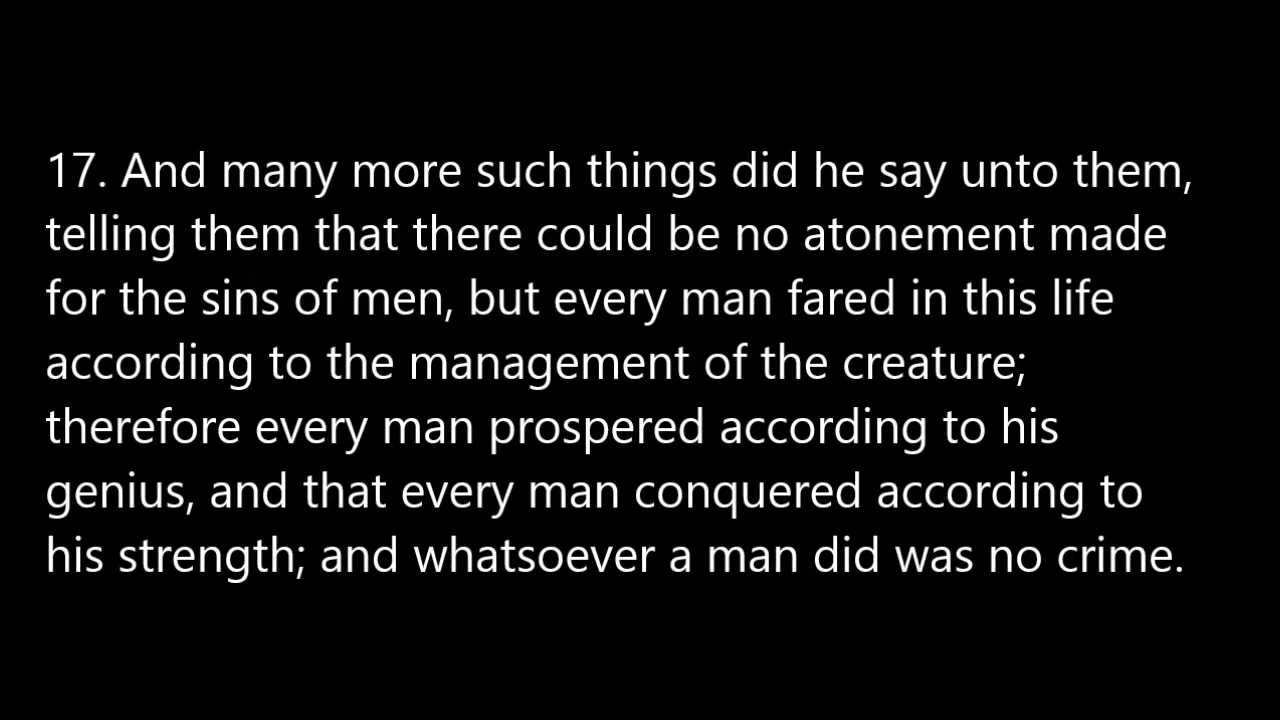 17. And many more such things did he say unto them,
telling them that there could be no atonement made
for the sins of men, but every man fared in this life
according to the management of the creature;
therefore every man prospered according to his
genius, and that every man conquered according to
his strength; and whatsoever a man did was no crime.